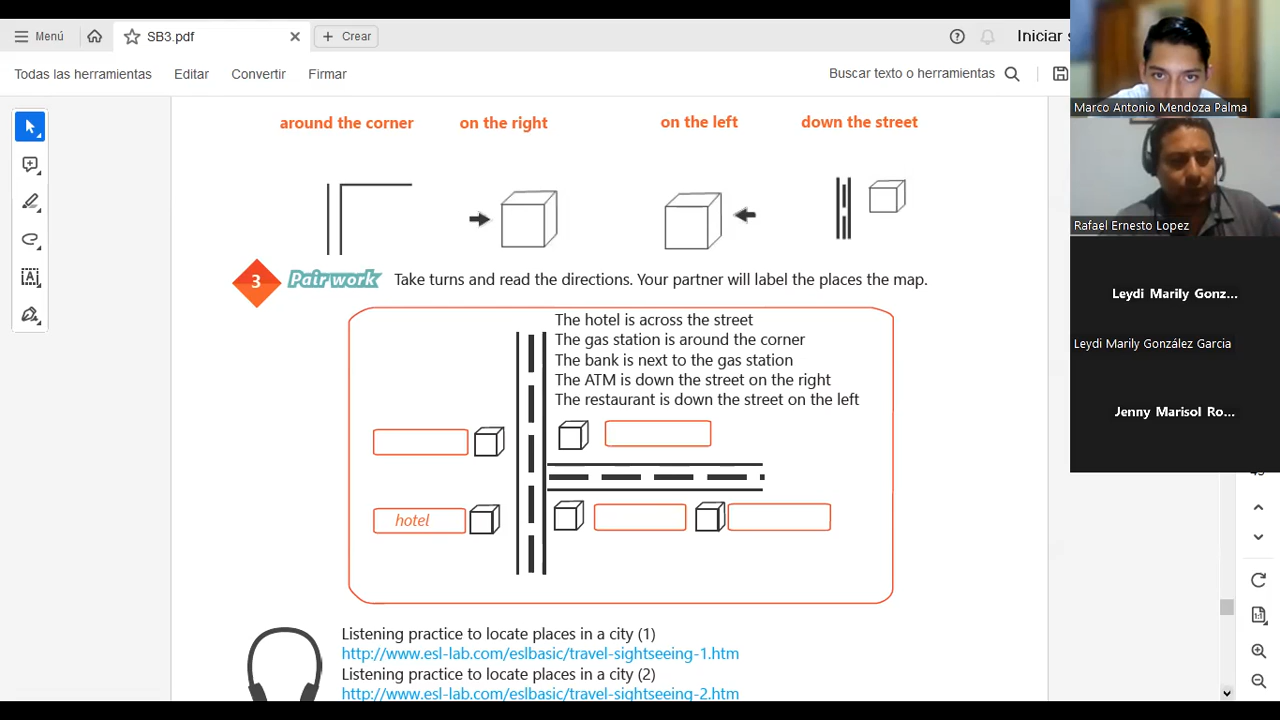 Menú
SB3.pdf
Crear
Iniciar s
Todas las herramientas
Editar
Convertir
Firmar
Buscar texto o herramientas
around the corner
on the right
on the left
down the street
3
Pair work
Take turns and read the directions. Your partner will label the places the map.
The hotel is across the street
The gas station is around the corner
The bank is next to the gas station
The ATM is down the street on the right
The restaurant is down the street on the left
hotel
Listening practice to locate places in a city (1)
http://www.esl-lab.com/eslbasic/travel-sightseeing-1.htm
Listening practice to locate places in a city (2)
http://www.esl-lab.com/eslbasic/travel-sightseeing-2.htm
Marco Antonio Mendoza Palma
Rafael Ernesto Lopez
Leydi Marily Gonz...
Leydi Marily González Garcia
Jenny Marisol Ro...